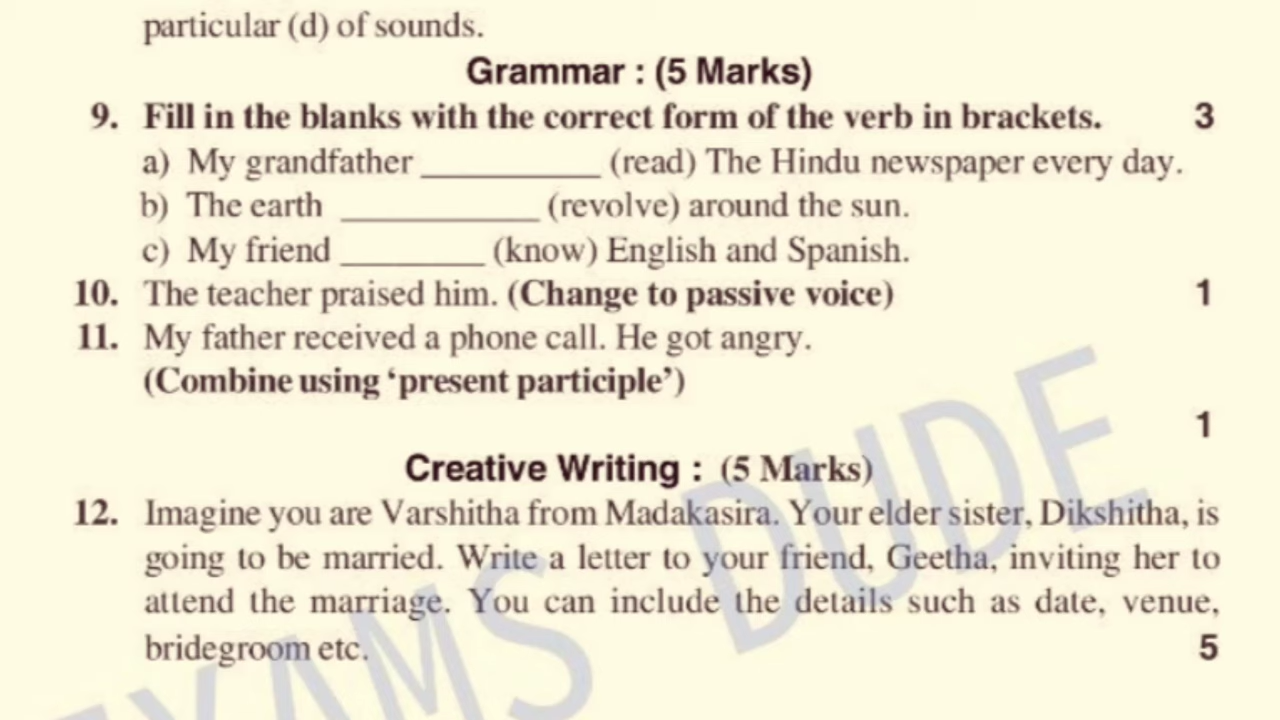 particular (d) of sounds.
Grammar : (5 Marks)
9. Fill in the blanks with the correct form of the verb in brackets. 3
a) My grandfather __________ (read) The Hindu newspaper every day.
b) The earth ___________ (revolve) around the sun.
c) My friend ________ (know) English and Spanish.
10. The teacher praised him. (Change to passive voice) 1
11. My father received a phone call. He got angry.
(Combine using ‘present participle’)
1
Creative Writing : (5 Marks)
12. Imagine you are Varshitha from Madakasira. Your elder sister, Dikshitha, is
going to be married. Write a letter to your friend, Geetha, inviting her to
attend the marriage. You can include the details such as date, venue,
bridegroom etc. 5
EXAMS DUDE